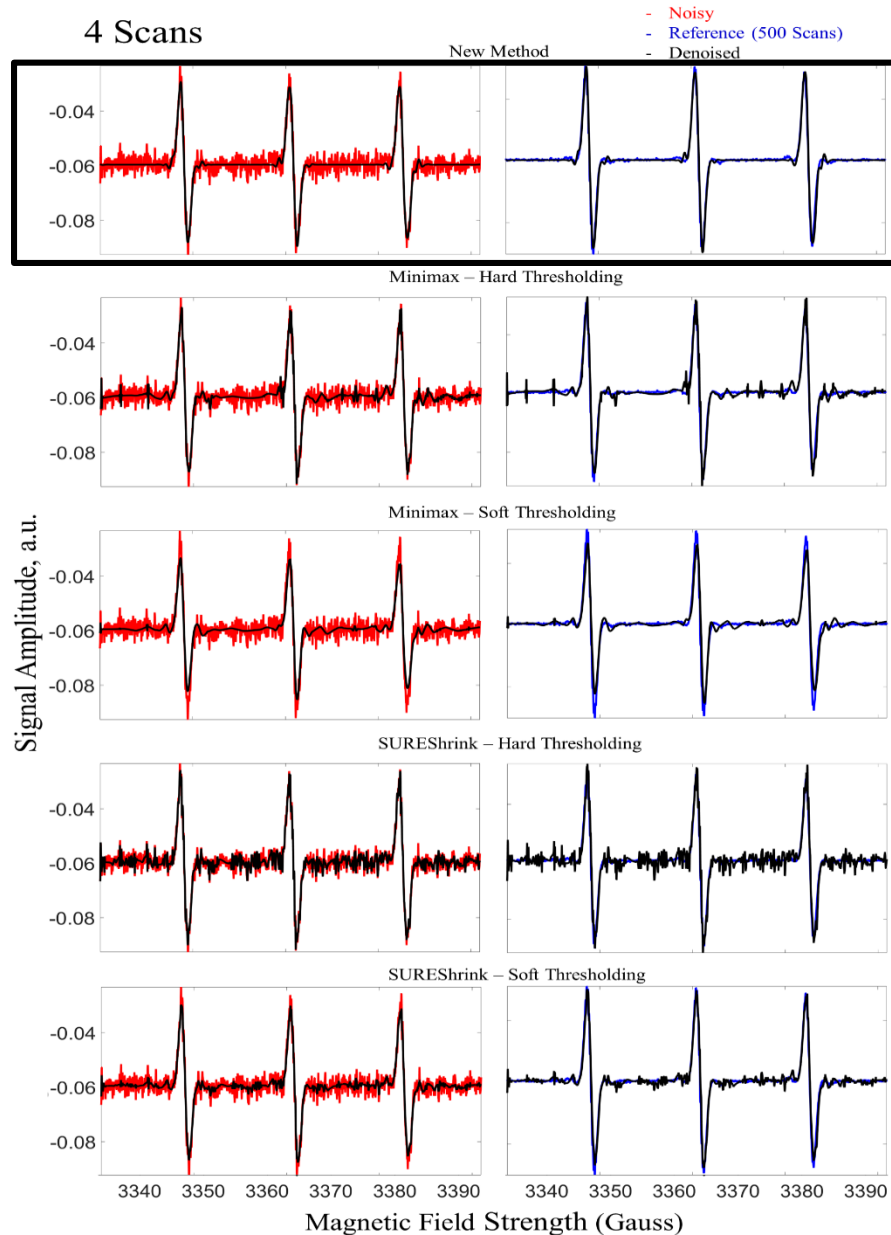 4 Scans
- Noisy
- Reference (500 Scans)
- Denoised
New Method
-0.04
-0.06
-0.08
Minimax – Hard Thresholding
-0.04
-0.06
-0.08
Minimax – Soft Thresholding
-0.04
-0.06
-0.08
SUREShrink – Hard Thresholding
-0.04
-0.06
-0.08
SUREShrink – Soft Thresholding
-0.04
-0.06
-0.08
Signal Amplitude, a.u.
3340 3350 3360 3370 3380 3390 3340 3350 3360 3370 3380 3390
Magnetic Field Strength (Gauss)